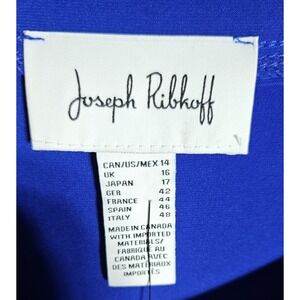 Joseph Ribkoff
CAN/US/MEX 14
UK 16
JAPAN 17
GER 42
FRANCE 44
SPAIN 46
ITALY 48
MADE IN CANADA
WITH IMPORTED
MATERIALS/
FABRIQUÉ AU
CANADA AVEC
DES MATÉRIAUX
IMPORTÉS